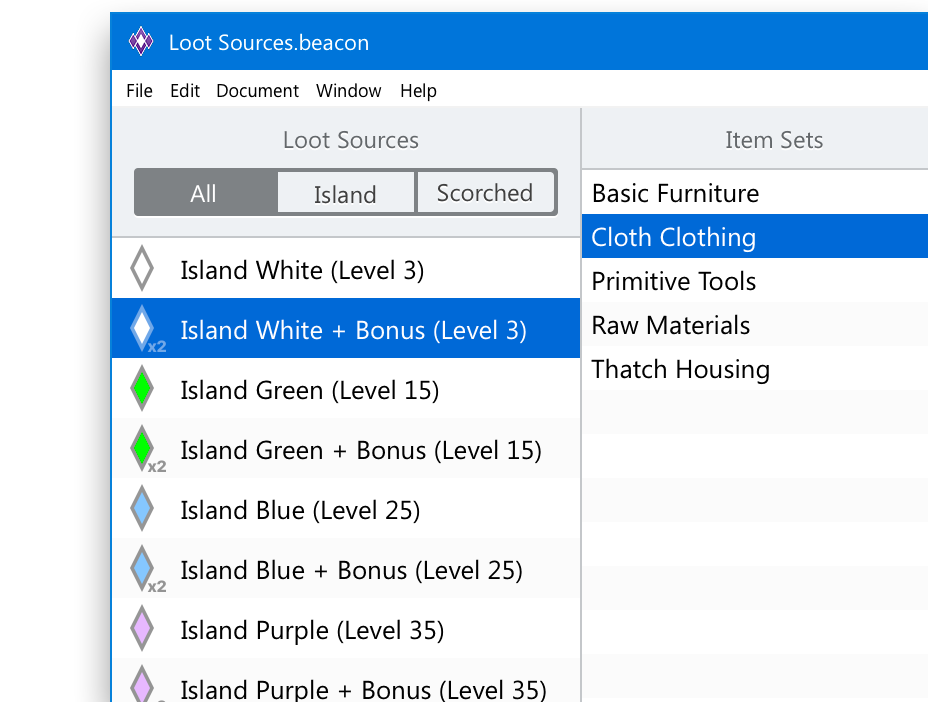 Loot Sources.beacon
File Edit Document Window Help
Loot Sources
All Island Scorched
Island White (Level 3)
x2 Island White + Bonus (Level 3)
Island Green (Level 15)
x2 Island Green + Bonus (Level 15)
Island Blue (Level 25)
x2 Island Blue + Bonus (Level 25)
Island Purple (Level 35)
Island Purple + Bonus (Level 35)
Item Sets
Basic Furniture
Cloth Clothing
Primitive Tools
Raw Materials
Thatch Housing